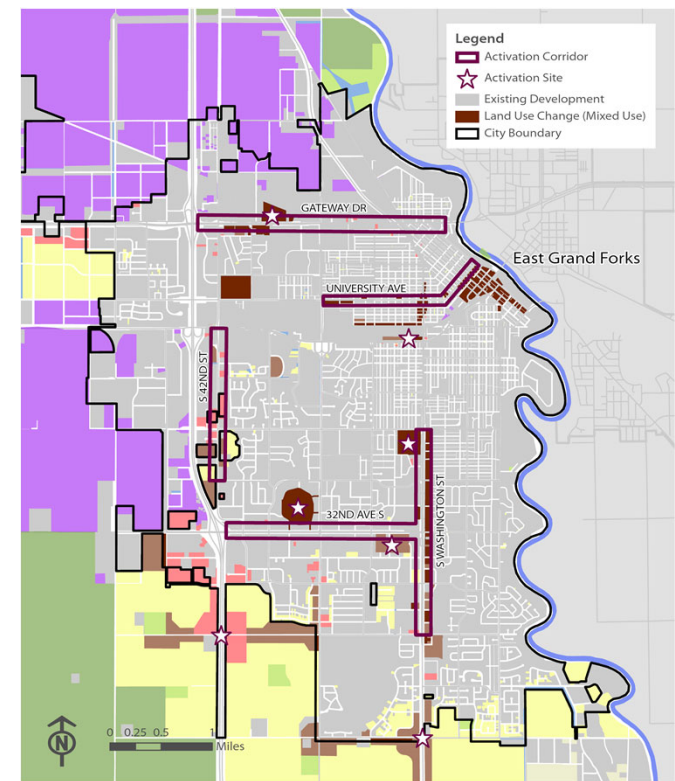 Legend
Activation Corridor
Activation Site
Existing Development
Land Use Change (Mixed Use)
City Boundary
GATEWAY DR
East Grand Forks
UNIVERSITY AVE
S 42ND ST
32ND AVE S
S WASHINGTON ST
N
0 0.25 0.5 1
Miles